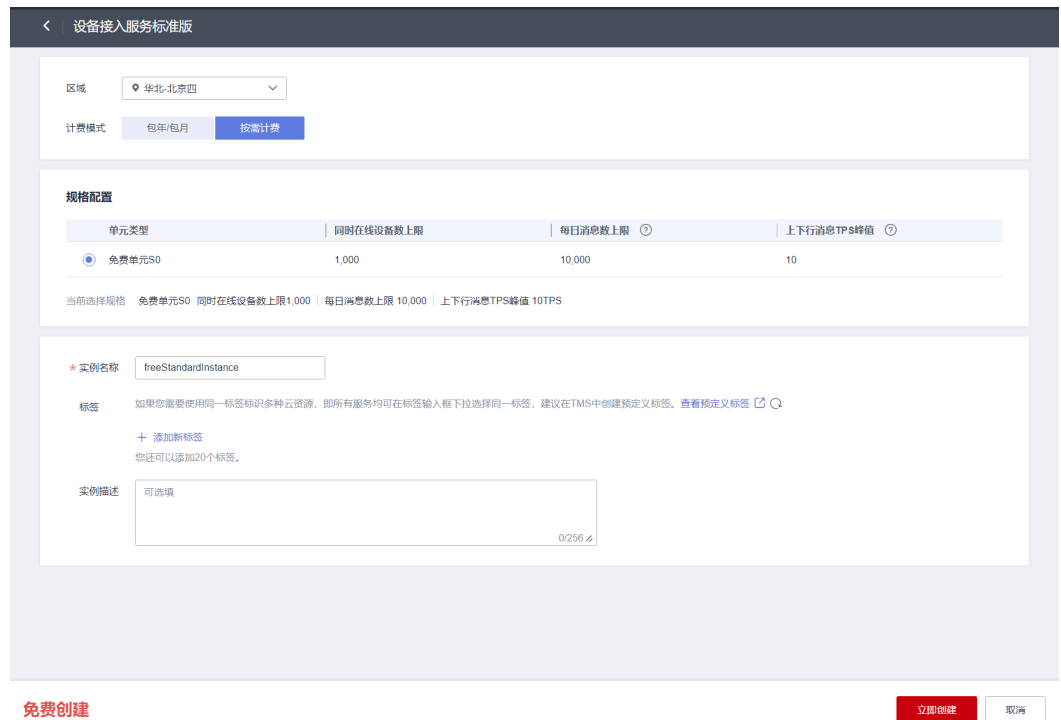 设备接入服务标准版
区域 华北-北京四
计费模式 包年/包月 按需计费
规格配置
单元类型 同时在线设备数上限 每日消息数上限 上下行消息TPS峰值
免费单元S0 1,000 10,000 10
当前选择规格 免费单元S0 同时在线设备数上限1,000 每日消息数上限 10,000 上下行消息TPS峰值 10TPS
* 实例名称 freeStandardInstance
标签 如果您需要使用同一标签标识多种云资源，即所有服务均可在标签输入框下拉选择同一标签，建议在TMS中创建预定义标签。查看预定义标签
+ 添加新标签
您还可以添加20个标签。
实例描述 可选填
0/256
免费创建 立即创建 取消